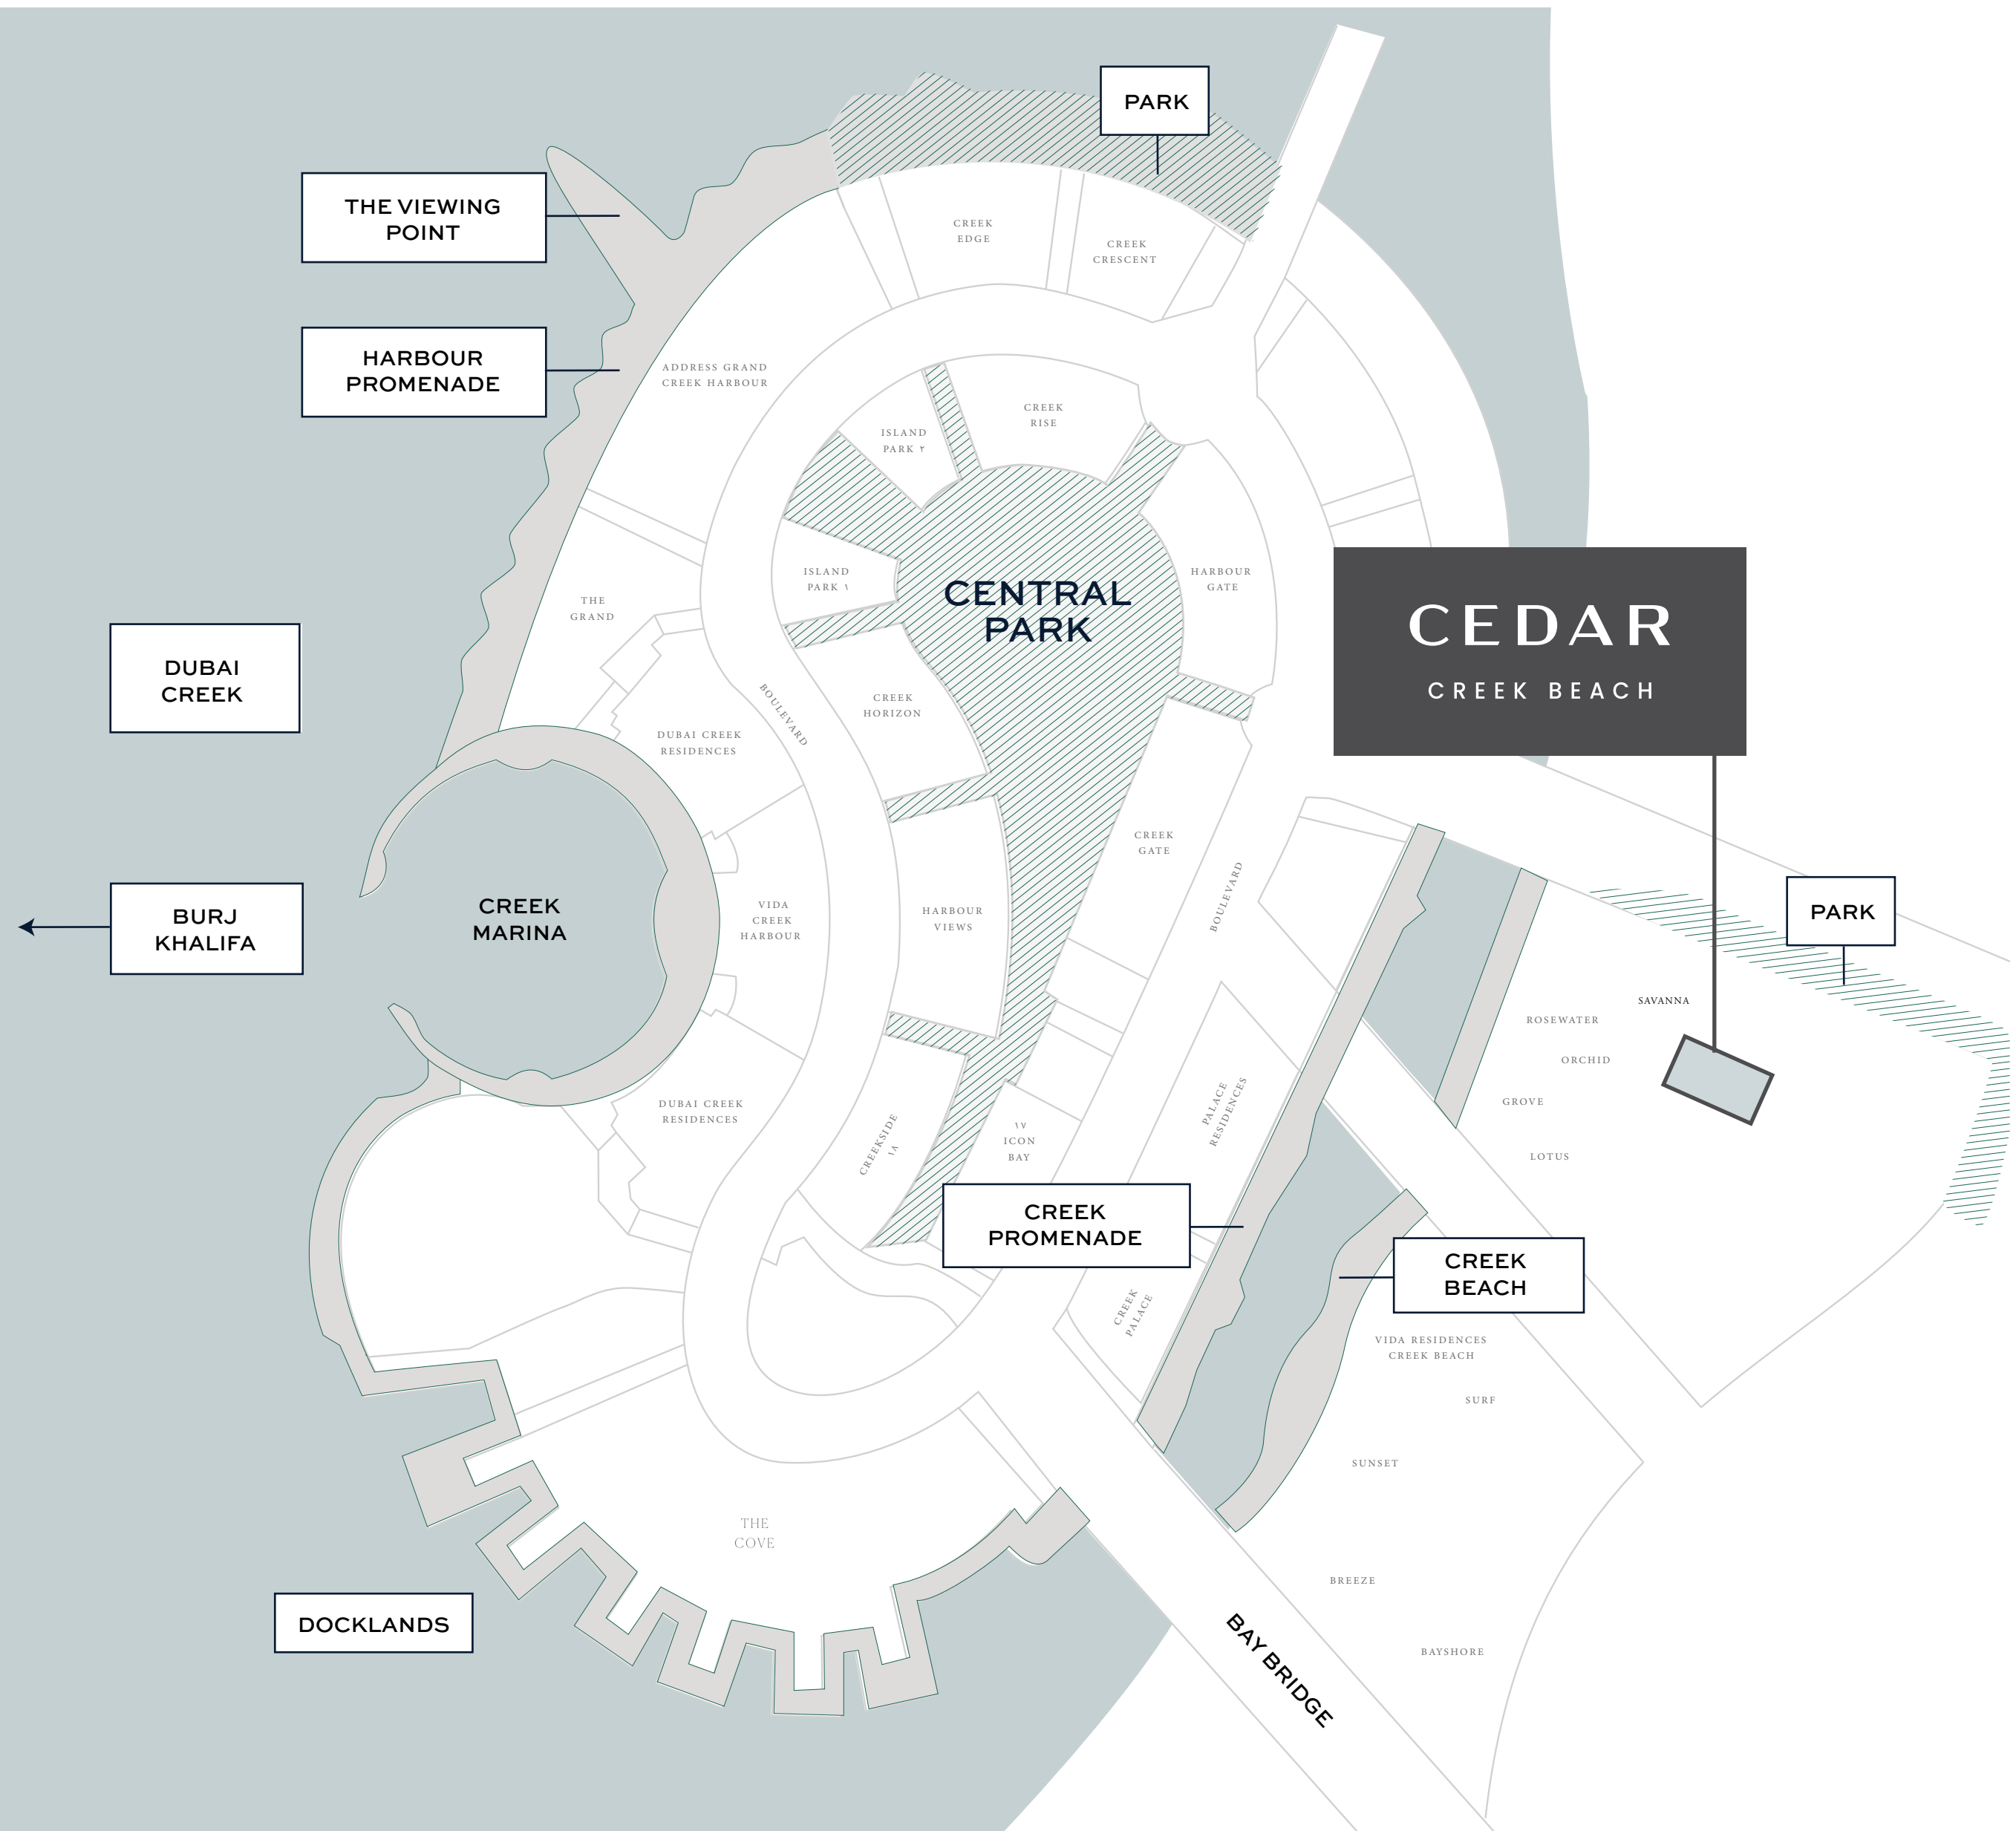 PARK
THE VIEWING
POINT
CREEK
EDGE
CREEK
CRESCENT
HARBOUR
PROMENADE
ADDRESS GRAND
CREEK HARBOUR
CREEK
RISE
ISLAND
PARK ٢
ISLAND
PARK ١
HARBOUR
GATE
CENTRAL
PARK
THE
GRAND
CEDAR
CREEK BEACH
DUBAI
CREEK
BOULEVARD
CREEK
HORIZON
DUBAI CREEK
RESIDENCES
CREEK
GATE
BOULEVARD
BURJ
KHALIFA
CREEK
MARINA
VIDA
CREEK
HARBOUR
HARBOUR
VIEWS
PARK
SAVANNA
ROSEWATER
ORCHID
GROVE
LOTUS
DUBAI CREEK
RESIDENCES
CREEKSIDE
١٨
١٧
ICON
BAY
PALACE
RESIDENCES
CREEK
PROMENADE
CREEK
BEACH
CREEK
PALACE
VIDA RESIDENCES
CREEK BEACH
SURF
SUNSET
THE
COVE
BREEZE
DOCKLANDS
BAY BRIDGE
BAYSHORE